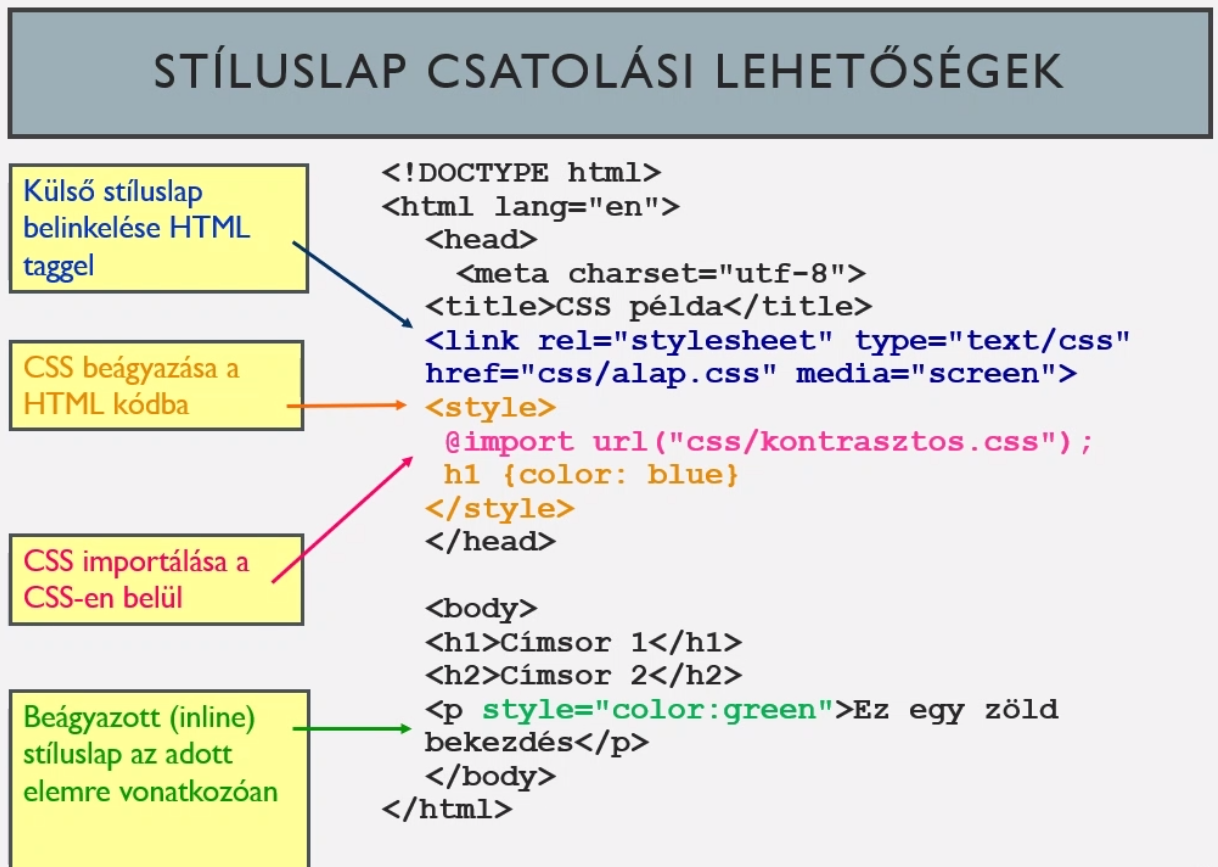 STÍLUSLAP CSATOLÁSI LEHETŐSÉGEK
Külső stíluslap
belinkelése HTML
taggel
CSS beágyazása a
HTML kódba
CSS importálása a
CSS-en belül
Beágyazott (inline)
stíluslap az adott
elemre vonatkozóan
<!DOCTYPE html>
<html lang="en">
<head>
<meta charset="utf-8">
<title>CSS példa</title>
<link rel="stylesheet" type="text/css"
href="css/alap.css" media="screen">
<style>
@import url("css/kontrasztos.css");
h1 {color: blue}
</style>
</head>
<body>
<h1>Címsor 1</h1>
<h2>Címsor 2</h2>
<p style="color:green">Ez egy zöld
bekezdés</p>
</body>
</html>